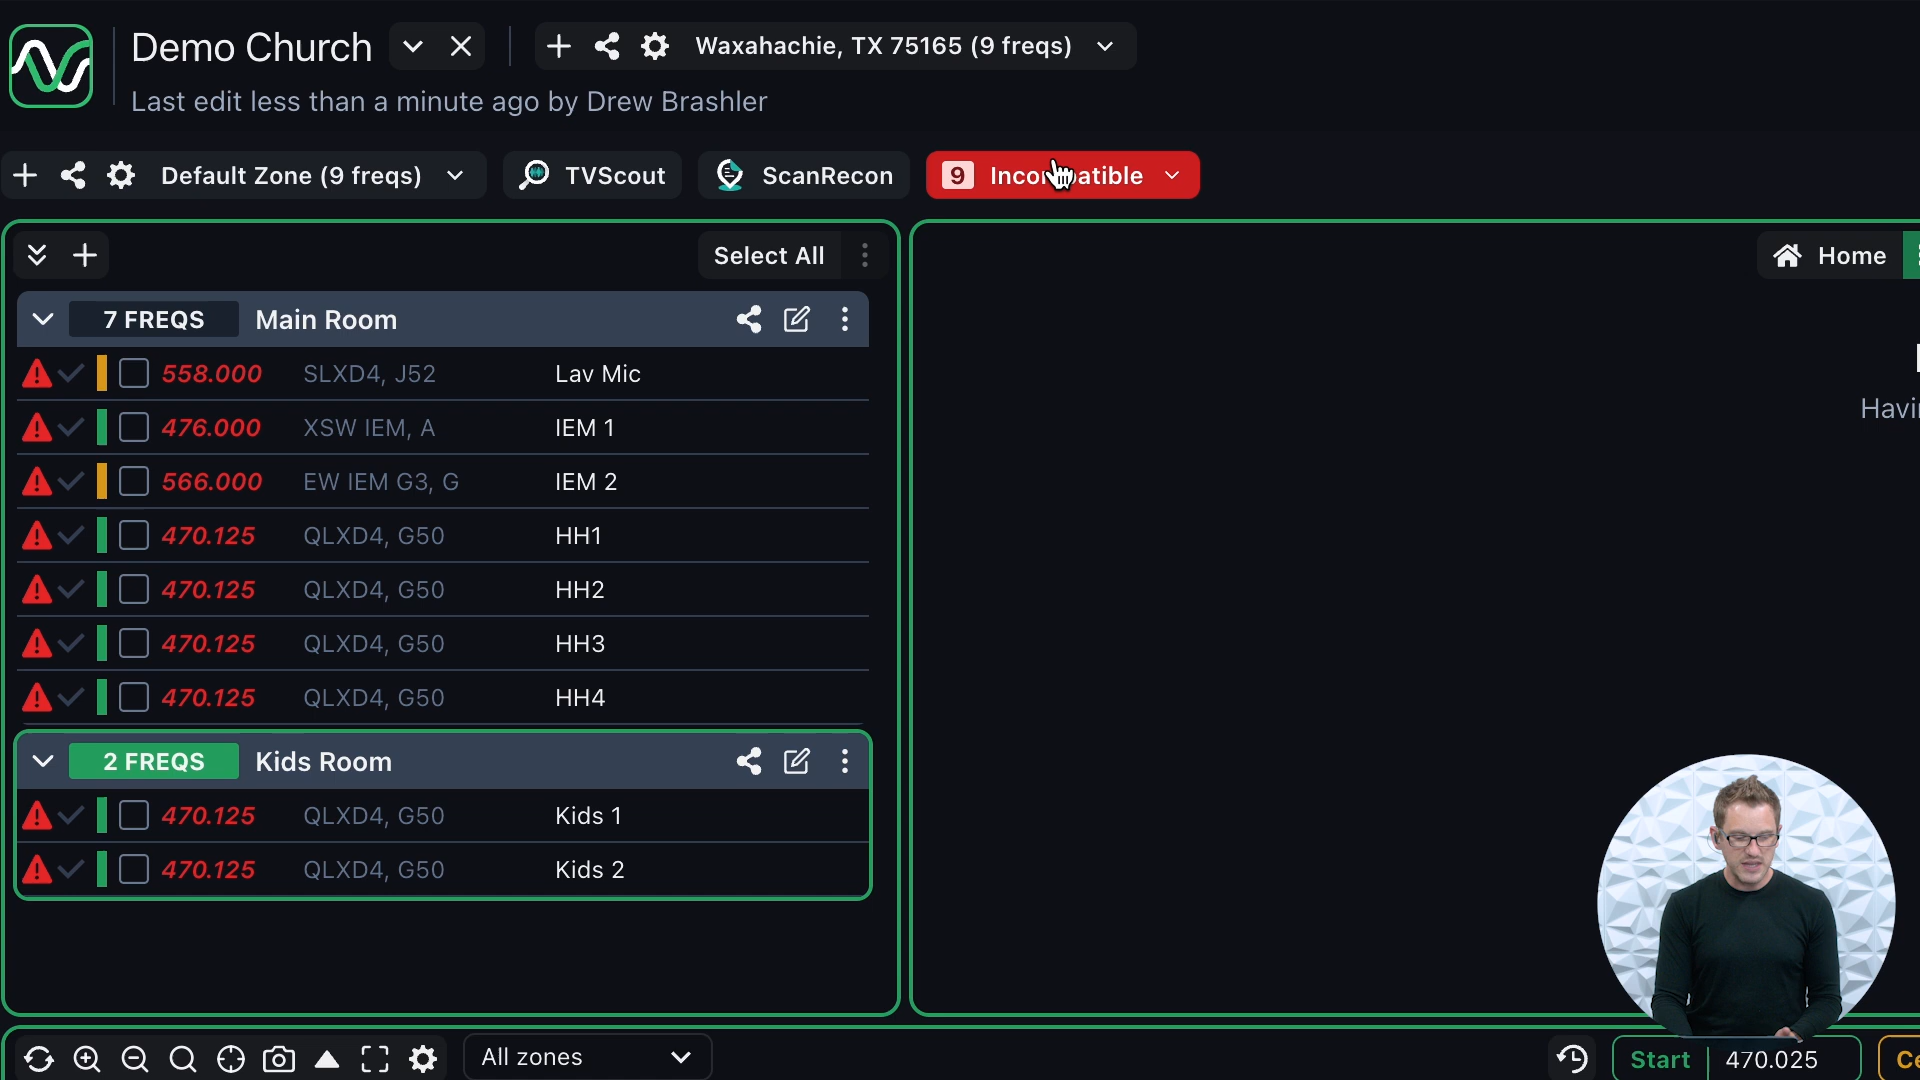 Demo Church
Waxahachie, TX 75165 (9 freqs)
Last edit less than a minute ago by Drew Brashler
Default Zone (9 freqs)
TVScout
ScanRecon
9
Select All
Home
7 FREQS Main Room
558.000 SLXD4, J52 Lav Mic
476.000 XSW IEM, A IEM 1
566.000 EW IEM G3, G IEM 2
470.125 QLXD4, G50 HH1
470.125 QLXD4, G50 HH2
470.125 QLXD4, G50 HH3
470.125 QLXD4, G50 HH4
2 FREQS Kids Room
470.125 QLXD4, G50 Kids 1
470.125 QLXD4, G50 Kids 2
All zones
Start 470.025